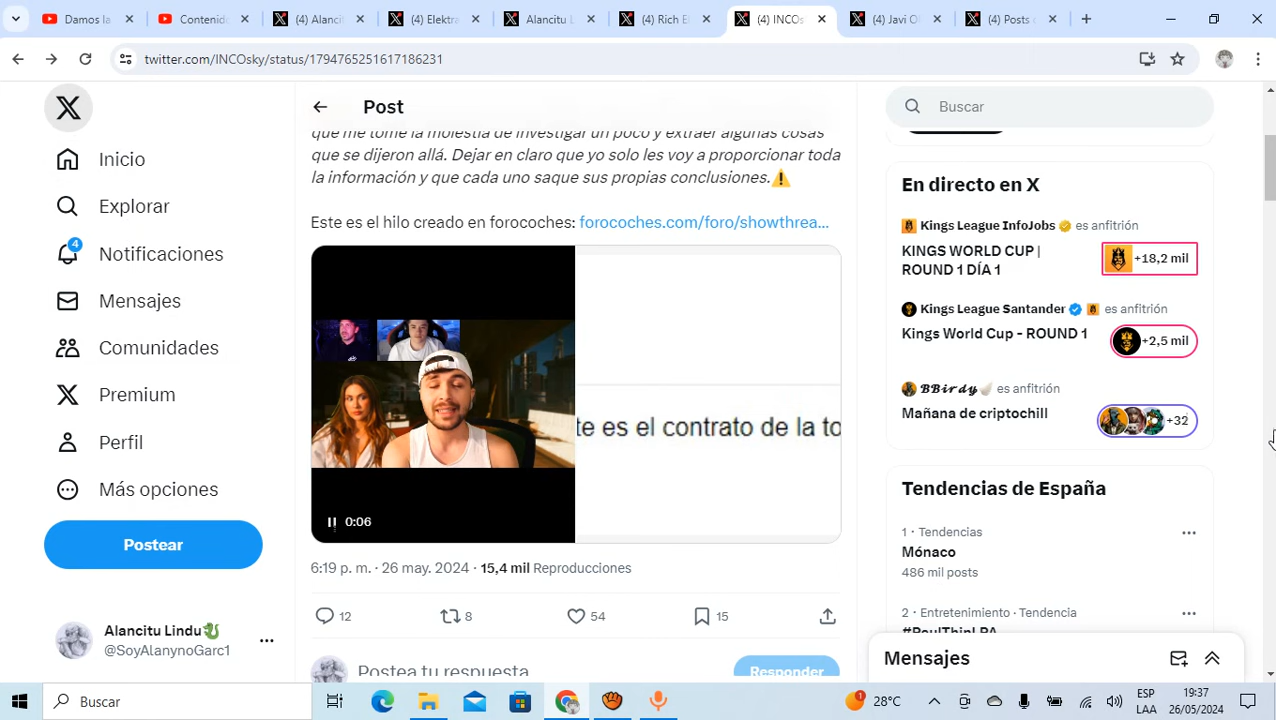 Damos la
Contenido
(4) Alanci
(4) Elektra
Alancitu L
(4) Rich El
(4) INCOs
(4) Javi Ol
(4) Posts
twitter.com/INCOsky/status/1794765251617186231
Post
Buscar
que me tome la molestia de investigar un poco y extraer algunas cosas
que se dijeron allá. Dejar en claro que yo solo les voy a proporcionar toda
la información y que cada uno saque sus propias conclusiones.⚠️
Este es el hilo creado en forocoches: forocoches.com/foro/showthrea...
te es el contrato de la to
0:06
6:19 p. m. · 26 may. 2024 · 15,4 mil Reproducciones
12 8 54 15
Postea tu respuesta
Responder
Inicio
Explorar
4
Notificaciones
Mensajes
Comunidades
Premium
Perfil
Más opciones
Postear
Alancitu Lindu🐉
@SoyAlanynoGarc1
En directo en X
Kings League InfoJobs es anfitrión
KINGS WORLD CUP |
ROUND 1 DÍA 1
+18,2 mil
Kings League Santander es anfitrión
Kings World Cup - ROUND 1
+2,5 mil
𝓑𝓑𝓲𝓻𝓭𝔂🕊 es anfitrión
Mañana de criptochill
+32
Tendencias de España
1 · Tendencias
Mónaco
486 mil posts
2 · Entretenimiento · Tendencia
#PaulThinLPA
Mensajes
Buscar
1
28°C
ESP
LAA
19:37
26/05/2024